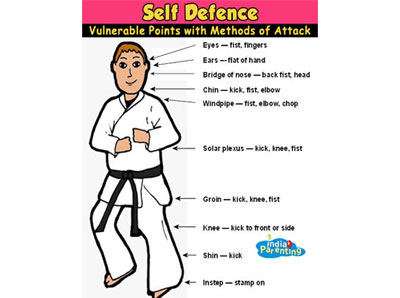 Self Defence
Vulnerable Points with Methods of Attack
Eyes — fist, fingers
Ears --flat of hand
Bridge of nose — back fist, head
Chin — kick, fist, elbow
Windpipe — fist, elbow, chop
Solar plexus — kick, knee, fist
Groin — kick, knee, fist
Knee — kick to front or side
india
Parenting
Shin — kick
Instep — stamp on